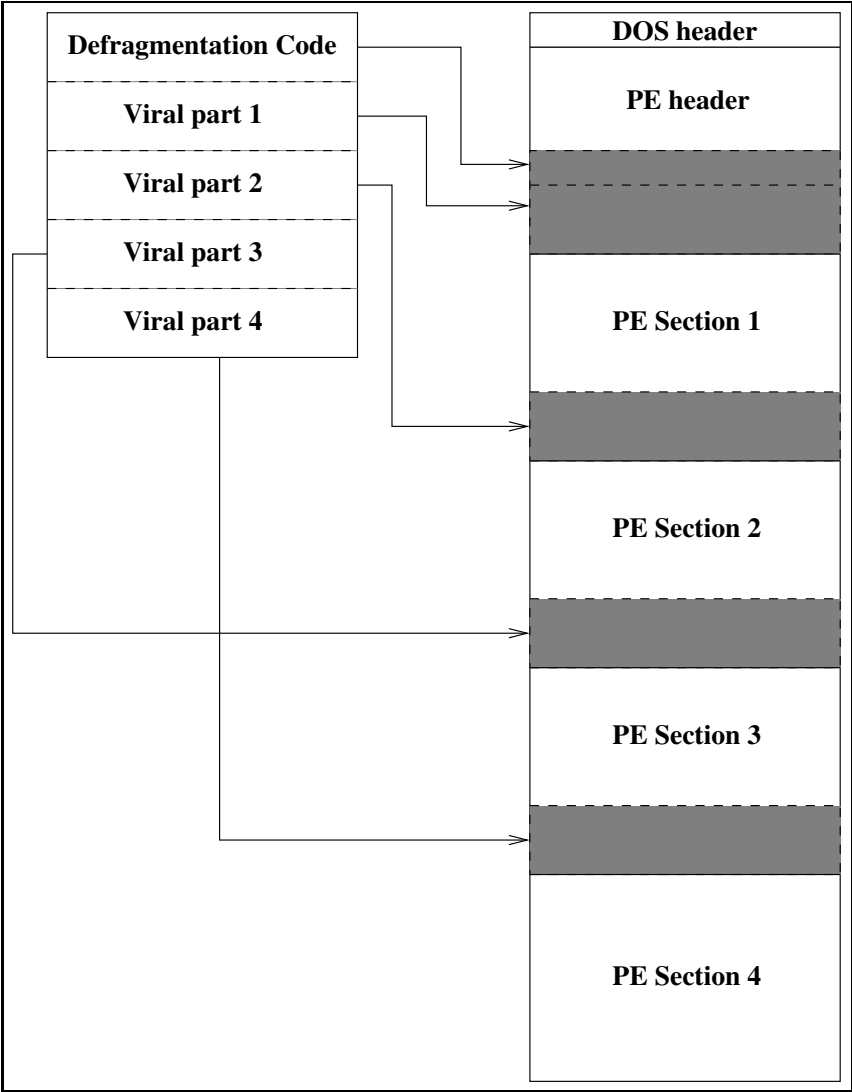 Defragmentation Code
Viral part 1
Viral part 2
Viral part 3
Viral part 4
DOS header
PE header
PE Section 1
PE Section 2
PE Section 3
PE Section 4